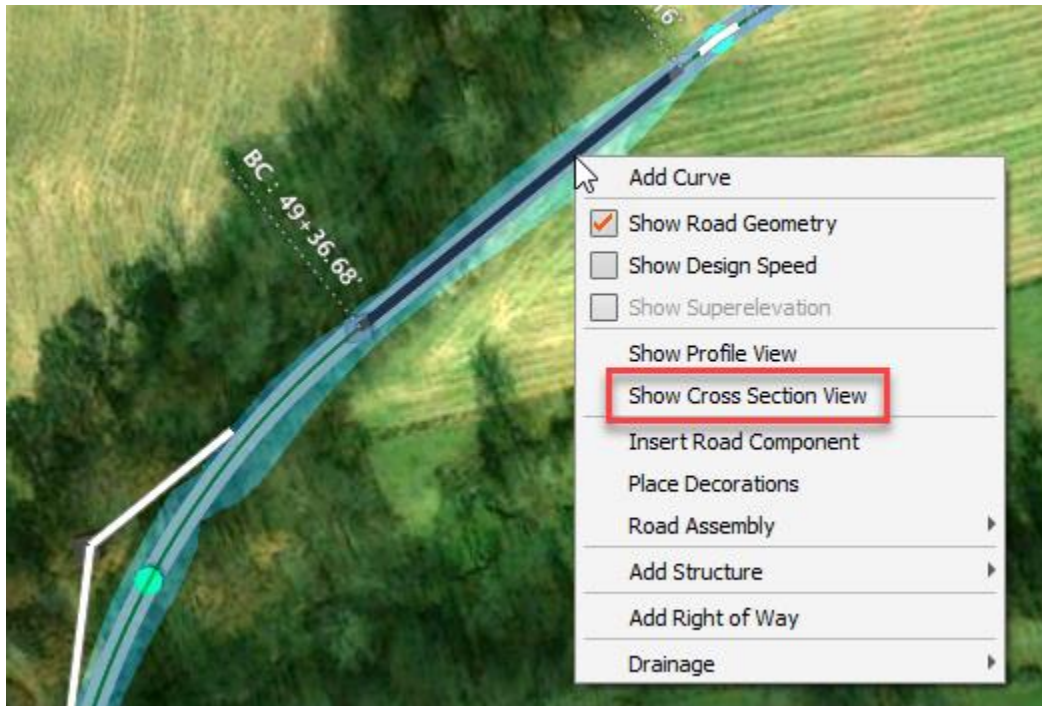 16'
BC : 49+36.68'
Add Curve
Show Road Geometry
Show Design Speed
Show Superelevation
Show Profile View
Show Cross Section View
Insert Road Component
Place Decorations
Road Assembly
Add Structure
Add Right of Way
Drainage